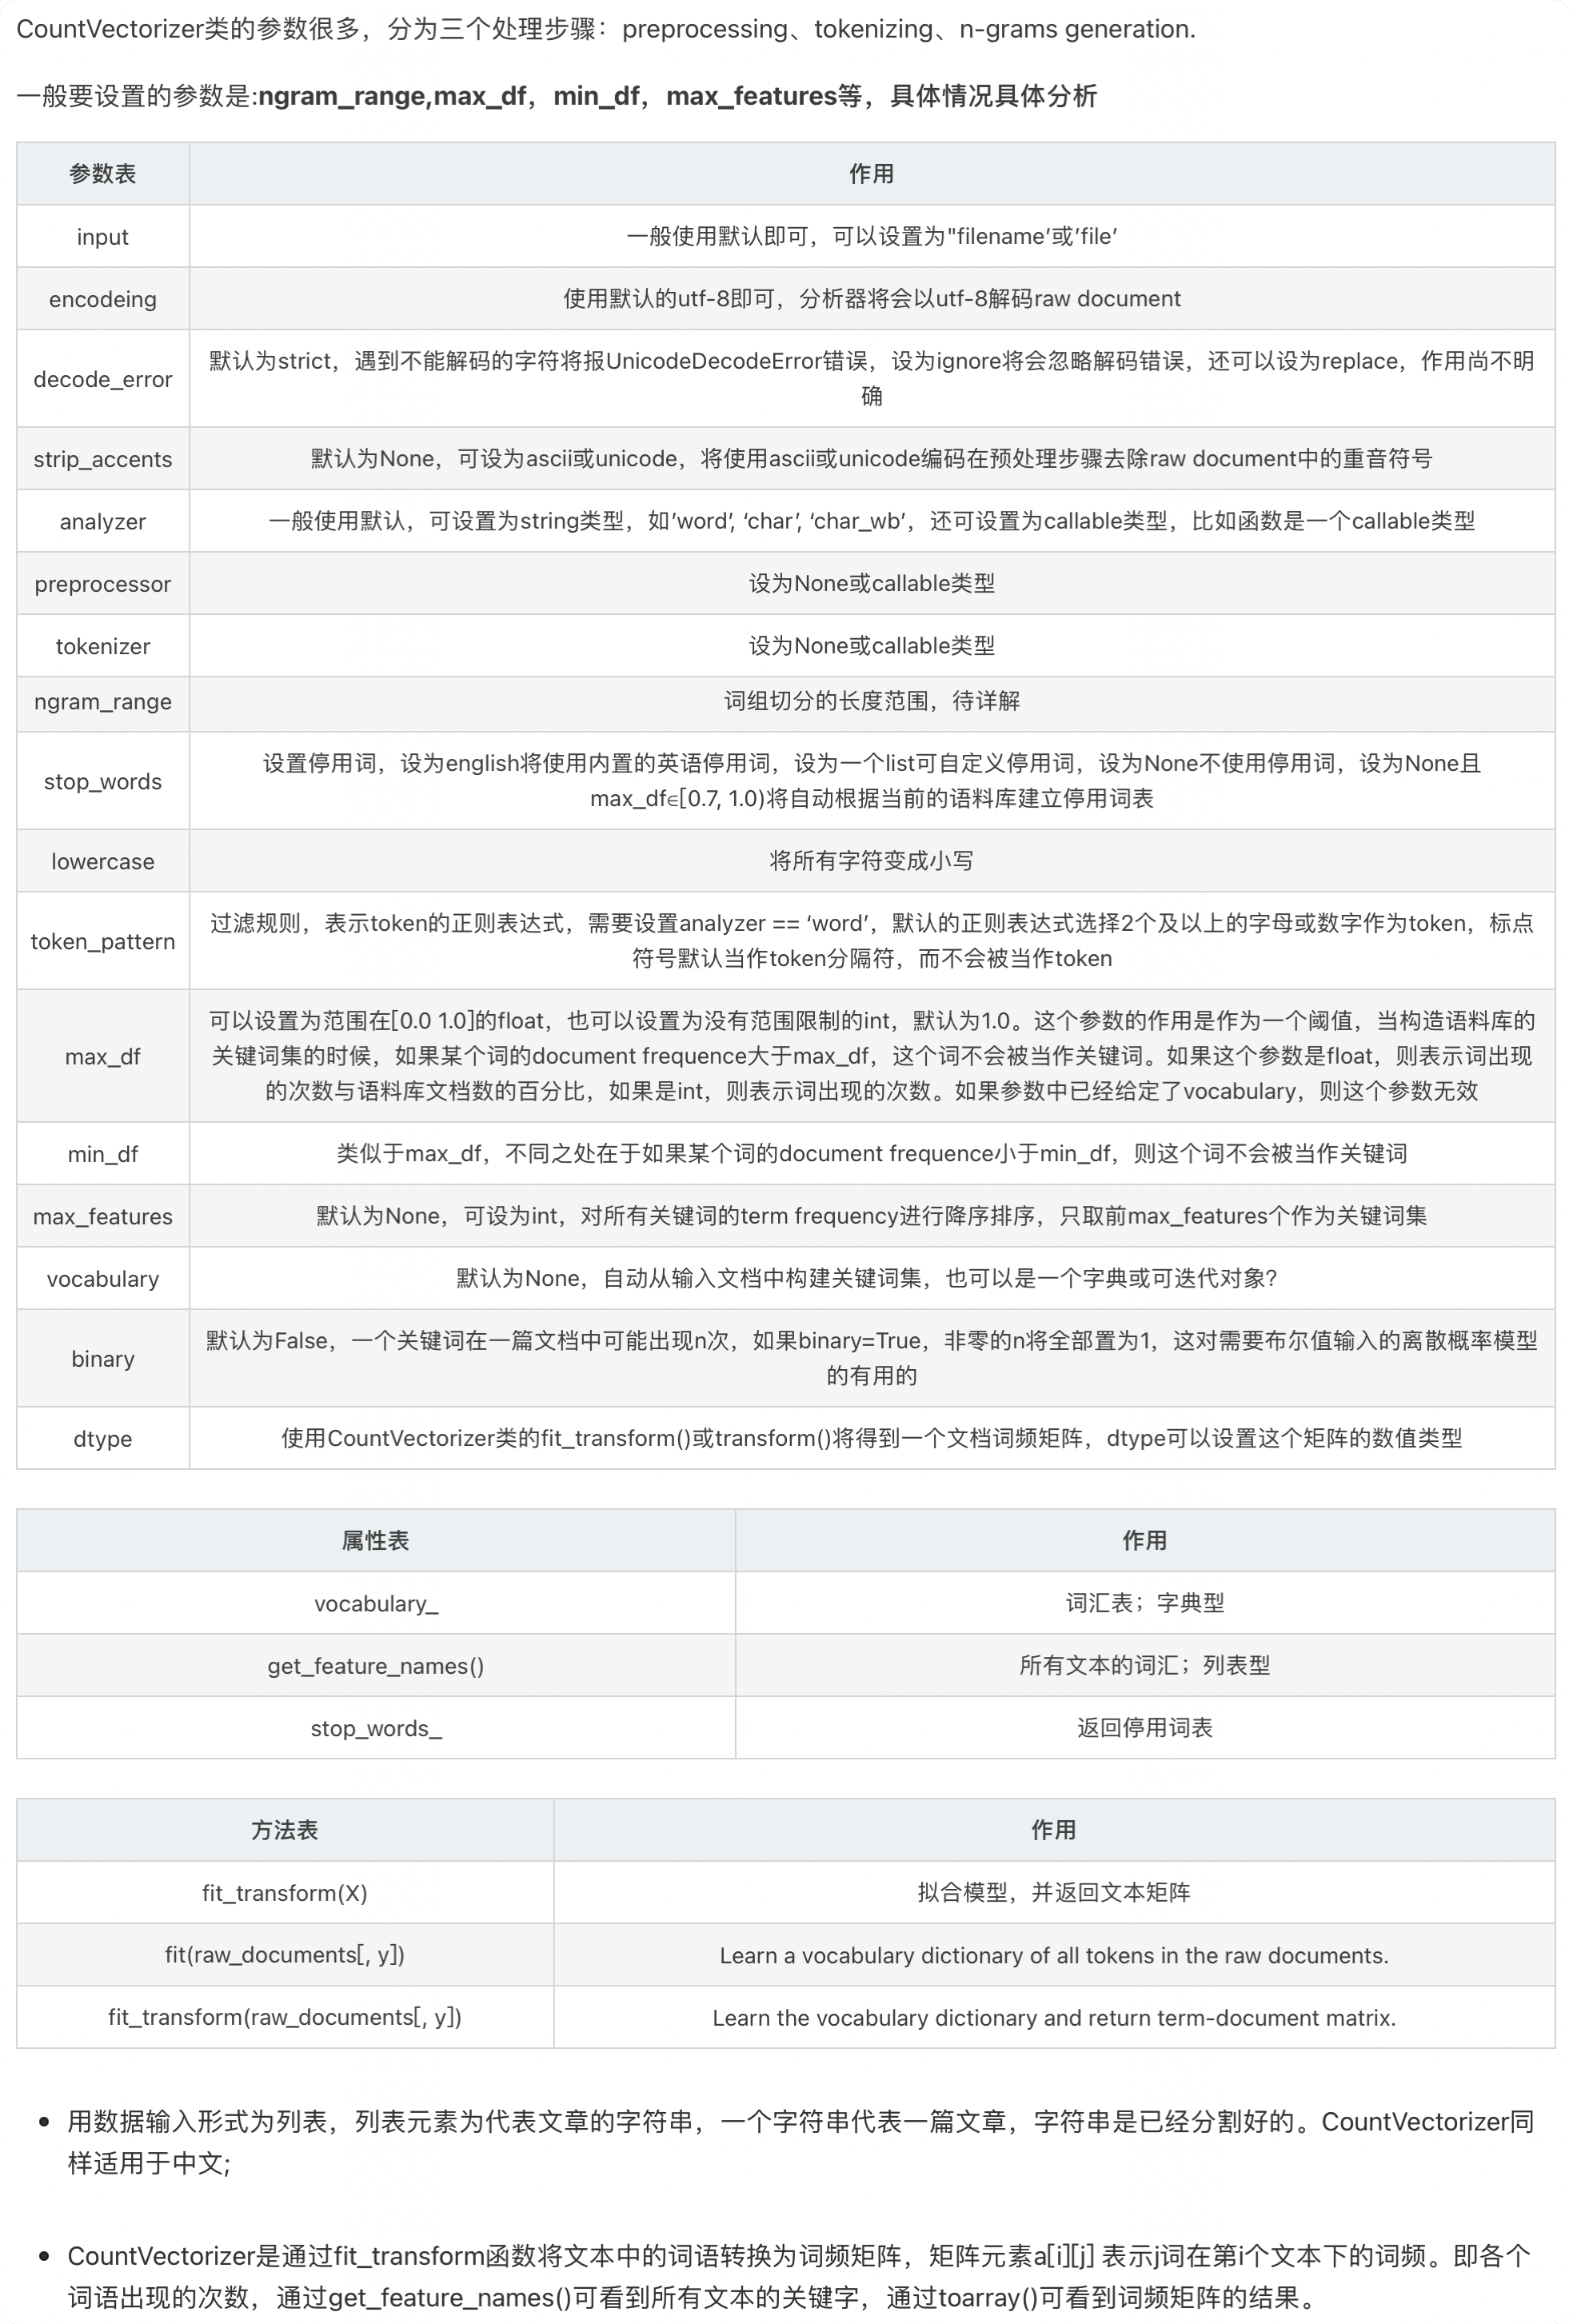 CountVectorizer类的参数很多，分为三个处理步骤：preprocessing、tokenizing、n-grams generation.
一般要设置的参数是:ngram_range,max_df，min_df，max_features等，具体情况具体分析
参数表 作用
input 一般使用默认即可，可以设置为"filename’或’file’
encodeing 使用默认的utf-8即可，分析器将会以utf-8解码raw document
decode_error 默认为strict，遇到不能解码的字符将报UnicodeDecodeError错误，设为ignore将会忽略解码错误，还可以设为replace，作用尚不明
确
strip_accents 默认为None，可设为ascii或unicode，将使用ascii或unicode编码在预处理步骤去除raw document中的重音符号
analyzer 一般使用默认，可设置为string类型，如’word’, ‘char’, ‘char_wb’，还可设置为callable类型，比如函数是一个callable类型
preprocessor 设为None或callable类型
tokenizer 设为None或callable类型
ngram_range 词组切分的长度范围，待详解
stop_words 设置停用词，设为english将使用内置的英语停用词，设为一个list可自定义停用词，设为None不使用停用词，设为None且
max_df∈[0.7, 1.0)将自动根据当前的语料库建立停用词表
lowercase 将所有字符变成小写
token_pattern 过滤规则，表示token的正则表达式，需要设置analyzer == ‘word’，默认的正则表达式选择2个及以上的字母或数字作为token，标点
符号默认当作token分隔符，而不会被当作token
max_df 可以设置为范围在[0.0 1.0]的float，也可以设置为没有范围限制的int，默认为1.0。这个参数的作用是作为一个阈值，当构造语料库的
关键词集的时候，如果某个词的document frequence大于max_df，这个词不会被当作关键词。如果这个参数是float，则表示词出现
的次数与语料库文档数的百分比，如果是int，则表示词出现的次数。如果参数中已经给定了vocabulary，则这个参数无效
min_df 类似于max_df，不同之处在于如果某个词的document frequence小于min_df，则这个词不会被当作关键词
max_features 默认为None，可设为int，对所有关键词的term frequency进行降序排序，只取前max_features个作为关键词集
vocabulary 默认为None，自动从输入文档中构建关键词集，也可以是一个字典或可迭代对象？
binary 默认为False，一个关键词在一篇文档中可能出现n次，如果binary=True，非零的n将全部置为1，这对需要布尔值输入的离散概率模型
的有用的
dtype 使用CountVectorizer类的fit_transform()或transform()将得到一个文档词频矩阵，dtype可以设置这个矩阵的数值类型
属性表 作用
vocabulary_ 词汇表；字典型
get_feature_names() 所有文本的词汇；列表型
stop_words_ 返回停用词表
方法表 作用
fit_transform(X) 拟合模型，并返回文本矩阵
fit(raw_documents[, y]) Learn a vocabulary dictionary of all tokens in the raw documents.
fit_transform(raw_documents[, y]) Learn the vocabulary dictionary and return term-document matrix.
• 用数据输入形式为列表，列表元素为代表文章的字符串，一个字符串代表一篇文章，字符串是已经分割好的。CountVectorizer同
样适用于中文;
• CountVectorizer是通过fit_transform函数将文本中的词语转换为词频矩阵，矩阵元素a[i][j] 表示j词在第i个文本下的词频。即各个
词语出现的次数，通过get_feature_names()可看到所有文本的关键字，通过toarray()可看到词频矩阵的结果。